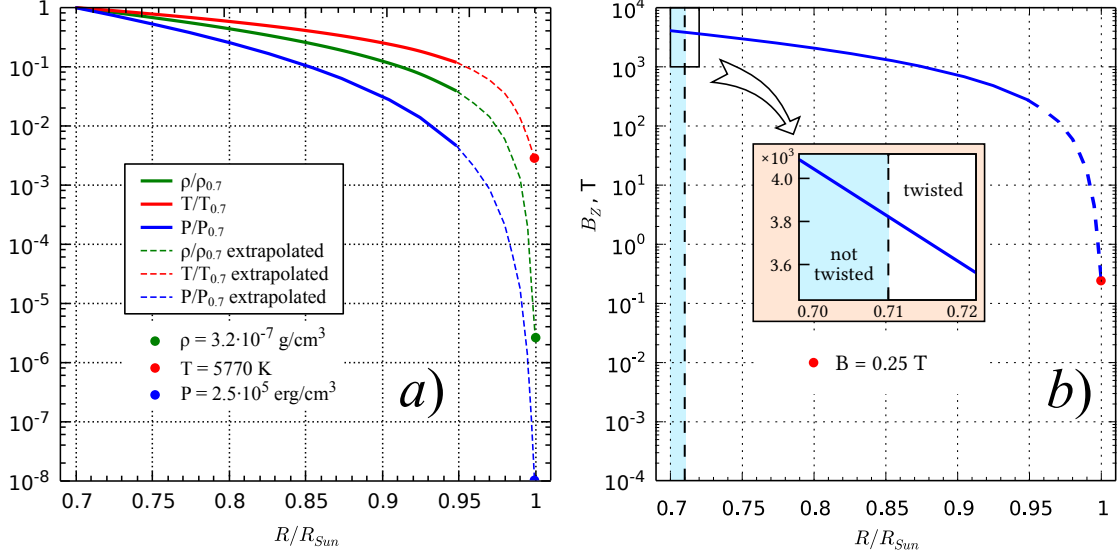 1
10⁻¹
10⁻²
10⁻³
10⁻⁴
10⁻⁵
10⁻⁶
10⁻⁷
10⁻⁸
ρ/ρ₀.₇
T/T₀.₇
P/P₀.₇
ρ/ρ₀.₇ extrapolated
T/T₀.₇ extrapolated
P/P₀.₇ extrapolated
ρ = 3.2·10⁻⁷ g/cm³
T = 5770 K
P = 2.5·10⁵ erg/cm³
a)
0.7 0.75 0.8 0.85 0.9 0.95 1
R/R_Sun
B_Z, T
10⁴
10³
10²
10¹
10⁰
10⁻¹
10⁻²
10⁻³
10⁻⁴
×10³
4.0
3.8
3.6
twisted
not
twisted
0.70 0.71 0.72
B = 0.25 T
b)
0.7 0.75 0.8 0.85 0.9 0.95 1
R/R_Sun